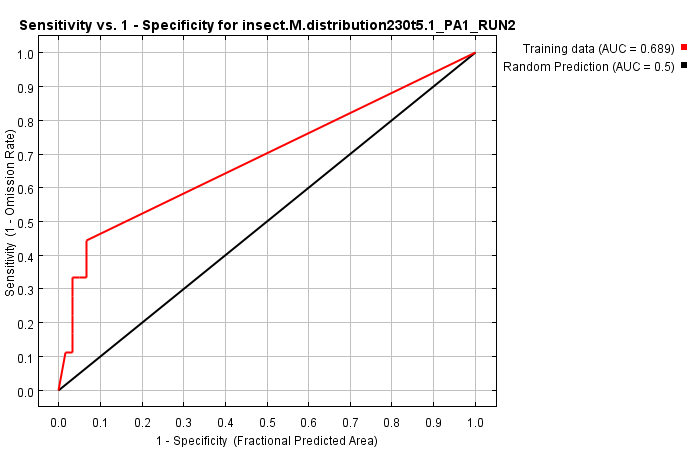 Sensitivity vs. 1 - Specificity for insect.M.distribution230t5.1_PA1_RUN2
Training data (AUC = 0.689)
Random Prediction (AUC = 0.5)
Sensitivity (1 - Omission Rate)
1.0
0.9
0.8
0.7
0.6
0.5
0.4
0.3
0.2
0.1
0.0
0.0 0.1 0.2 0.3 0.4 0.5 0.6 0.7 0.8 0.9 1.0
1 - Specificity (Fractional Predicted Area)